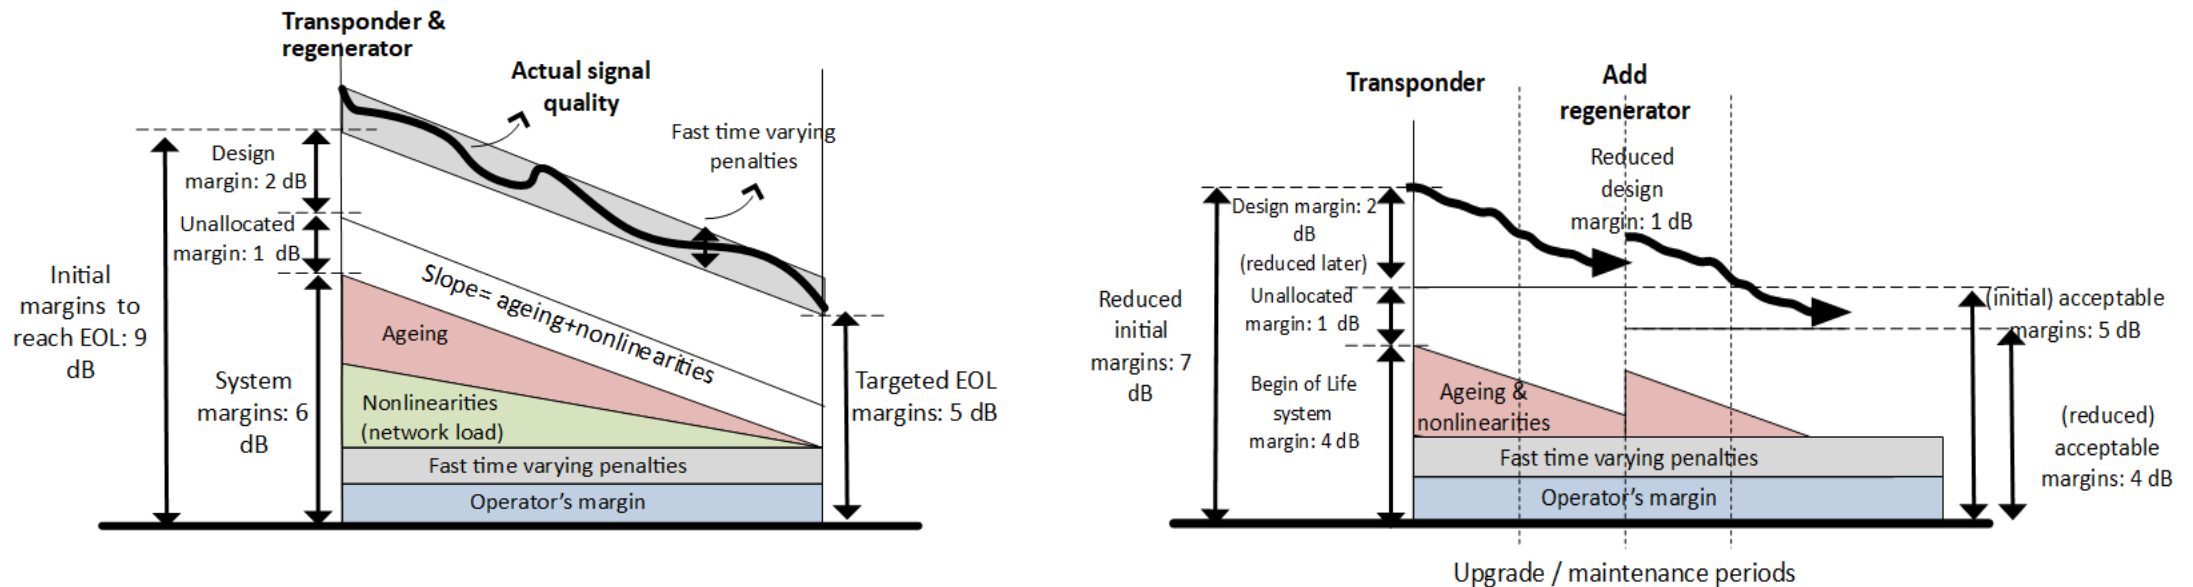 Transponder &
regenerator
Actual signal
quality
Fast time varying
penalties
Design
margin: 2 dB
Unallocated
margin: 1 dB
Initial
margins to
reach EOL: 9
dB
System
margins: 6
dB
Slope= ageing+nonlinearities
Ageing
Nonlinearities
(network load)
Fast time varying penalties
Operator's margin
Targeted EOL
margins: 5 dB
Transponder
Add
regenerator
Reduced
design
margin: 1 dB
Design margin: 2
dB
(reduced later)
Unallocated
margin: 1 dB
Reduced
initial
margins: 7
dB
Begin of Life
system
margin: 4 dB
Ageing &
nonlinearities
Fast time varying penalties
Operator's margin
(initial) acceptable
margins: 5 dB
(reduced)
acceptable
margins: 4 dB
Upgrade / maintenance periods